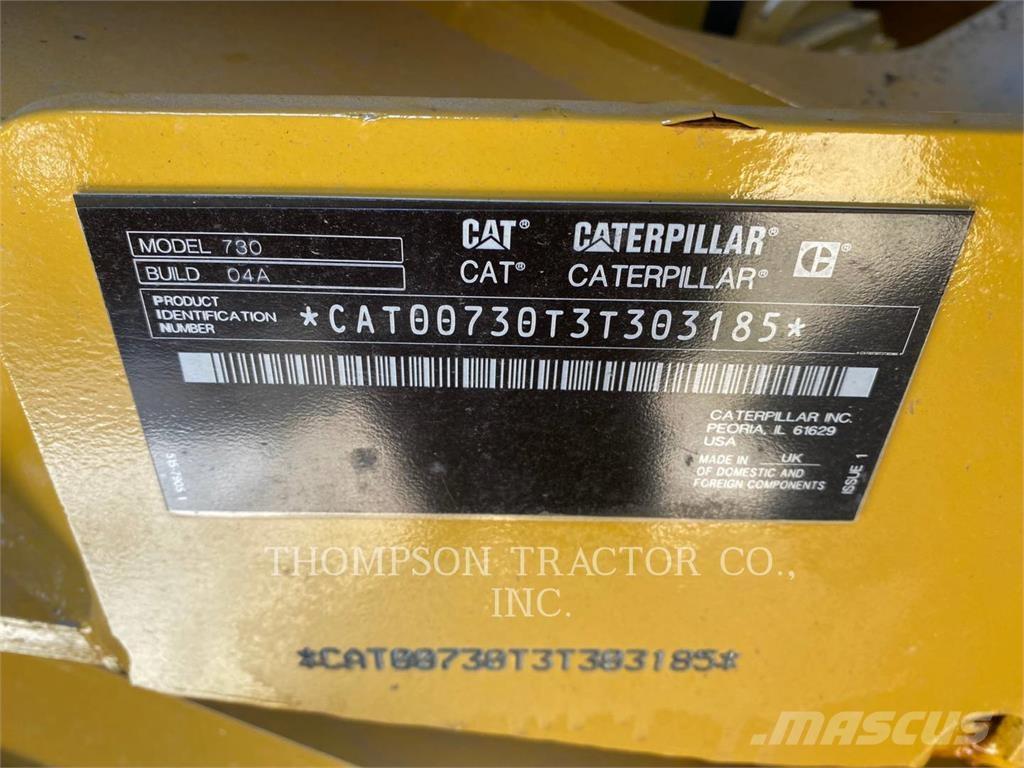 MODEL 730
BUILD 04A
CAT® CATERPILLAR®
CAT® CATERPILLAR®
PRODUCT
IDENTIFICATION
NUMBER
*CAT00730T3T303185*
CATERPILLAR INC.
PEORIA, IL 61629
USA
MADE IN UK
OF DOMESTIC AND
FOREIGN COMPONENTS
ISSUE 1
THOMPSON TRACTOR CO.,
INC.
*CAT00730T3T303185*
MASCUS